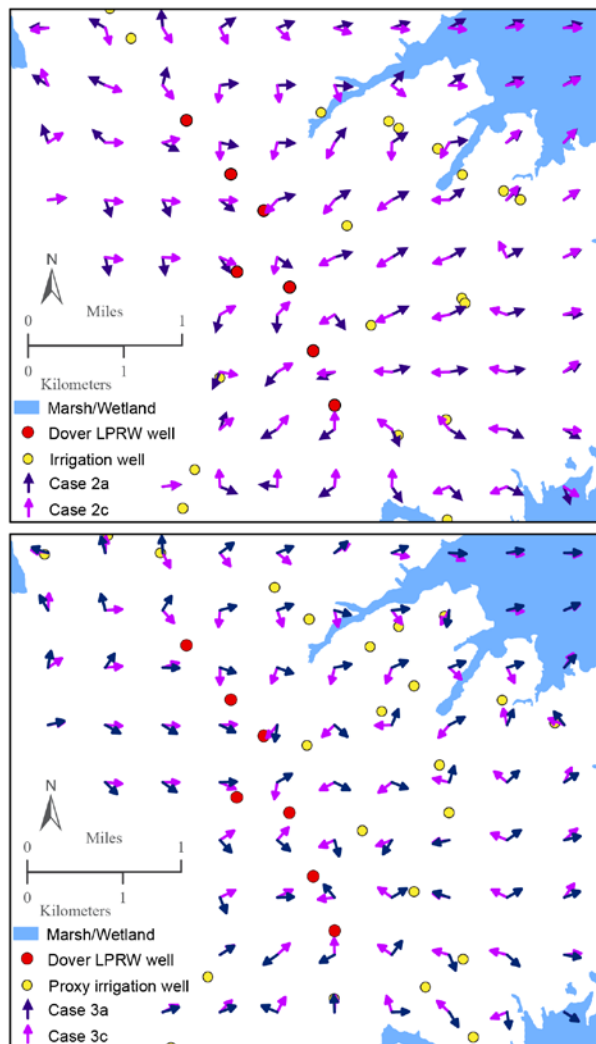 N
Miles
0 1
0 1
Kilometers
Marsh/Wetland
Dover LPRW well
Irrigation well
Case 2a
Case 2c
N
Miles
0 1
0 1
Kilometers
Marsh/Wetland
Dover LPRW well
Proxy irrigation well
Case 3a
Case 3c